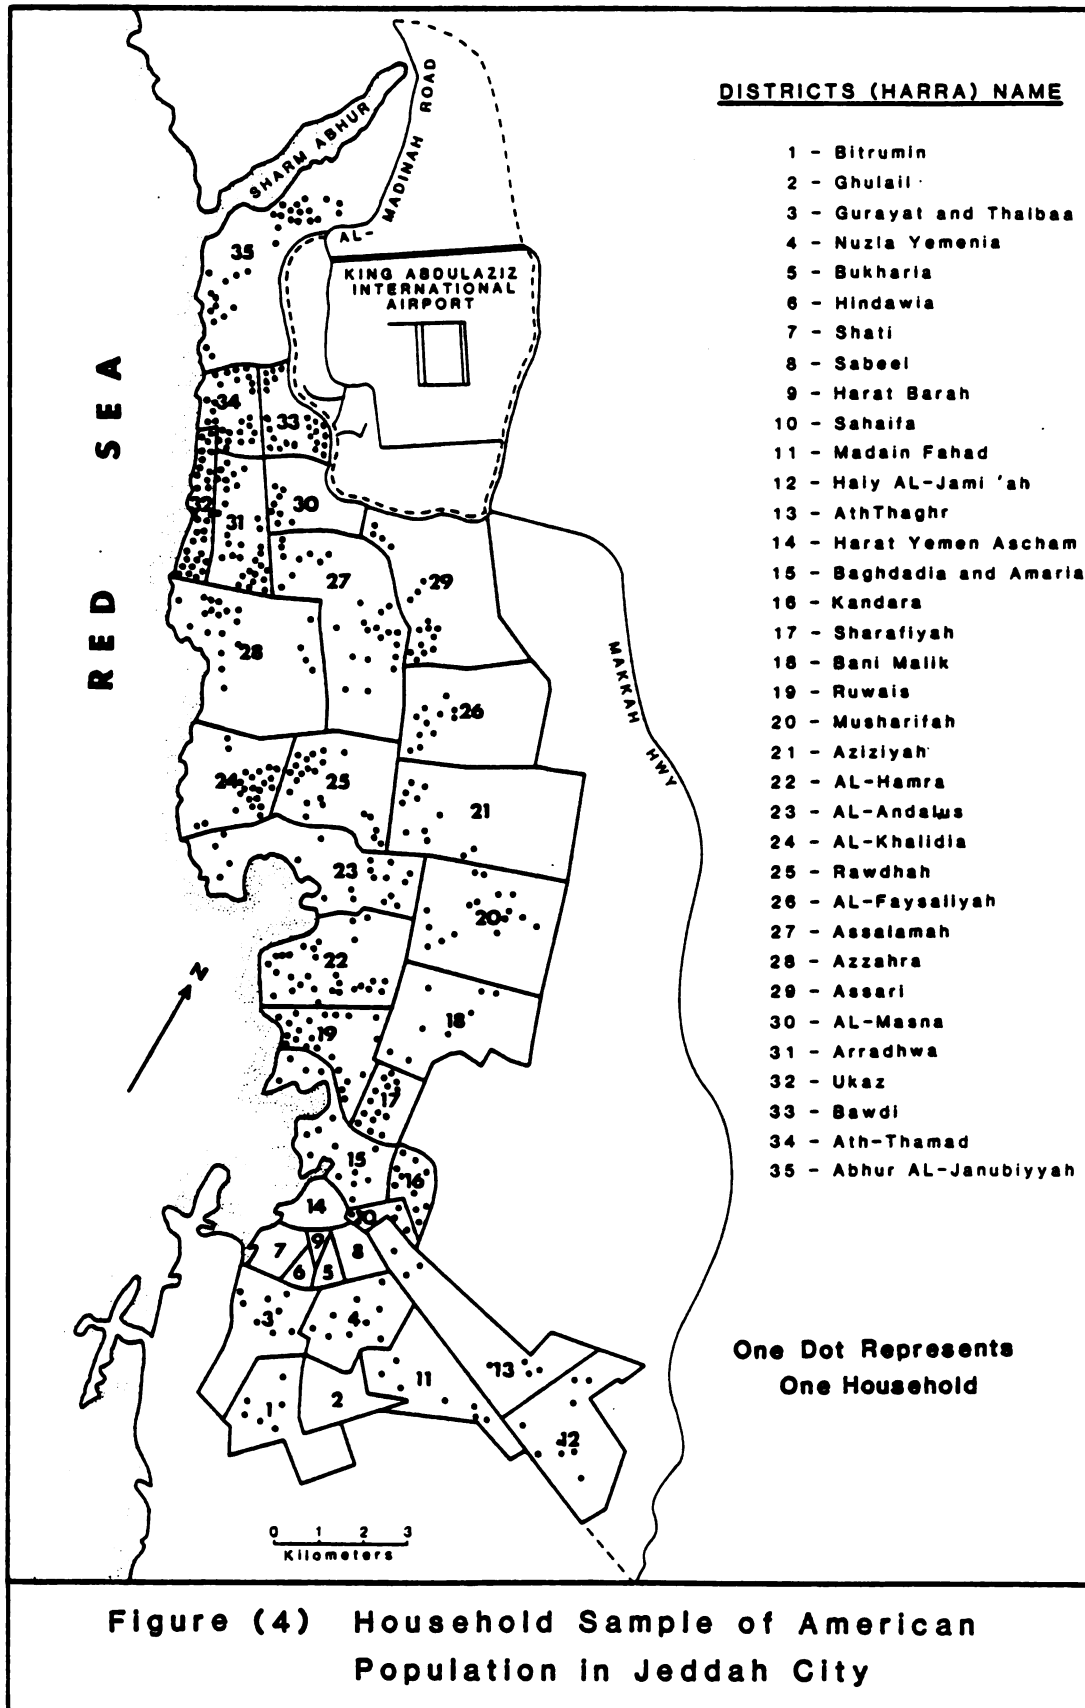 DISTRICTS (HARRA) NAME
1 - Bitrumin
2 - Ghulail
3 - Gurayat and Thalbaa
4 - Nuzla Yemenia
5 - Bukharia
6 - Hindawia
7 - Shati
8 - Sabeel
9 - Harat Barah
10 - Sahaifa
11 - Madain Fahad
12 - Haiy AL-Jami 'ah
13 - AthThaghr
14 - Harat Yemen Ascham
15 - Baghdadia and Amaria
16 - Kandara
17 - Sharafiyah
18 - Bani Malik
19 - Ruwais
20 - Musharifah
21 - Aziziyah
22 - AL-Hamra
23 - AL-Andalus
24 - AL-Khalidia
25 - Rawdhah
26 - AL-Faysaliyah
27 - Assalamah
28 - Azzahra
29 - Assari
30 - AL-Masna
31 - Arradhwa
32 - Ukaz
33 - Bawdi
34 - Ath-Thamad
35 - Abhur AL-Janubiyyah
One Dot Represents
One Household
SHARM ABHUR
AL-MADINAH ROAD
KING ABDULAZIZ
INTERNATIONAL
AIRPORT
RED SEA
MAKKAH HWY
35
34
33
32
31
30
27
29
28
26
24
25
21
23
20
22
19
18
17
15
16
14
10
7
9
8
6
5
3
4
13
11
1
2
12
N
0 1 2 3
Kilometers
Figure (4) Household Sample of American
Population in Jeddah City